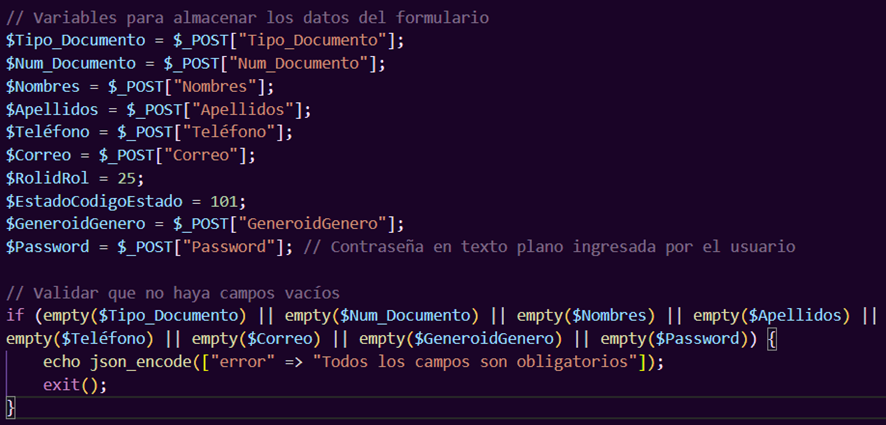 // Variables para almacenar los datos del formulario
$Tipo_Documento = $_POST["Tipo_Documento"];
$Num_Documento = $_POST["Num_Documento"];
$Nombres = $_POST["Nombres"];
$Apellidos = $_POST["Apellidos"];
$Teléfono = $_POST["Teléfono"];
$Correo = $_POST["Correo"];
$RolidRol = 25;
$EstadoCodigoEstado = 101;
$GeneroidGenero = $_POST["GeneroidGenero"];
$Password = $_POST["Password"]; // Contraseña en texto plano ingresada por el usuario
// Validar que no haya campos vacíos
if (empty($Tipo_Documento) || empty($Num_Documento) || empty($Nombres) || empty($Apellidos) ||
empty($Teléfono) || empty($Correo) || empty($GeneroidGenero) || empty($Password)) {
    echo json_encode(["error" => "Todos los campos son obligatorios"]);
    exit();
}